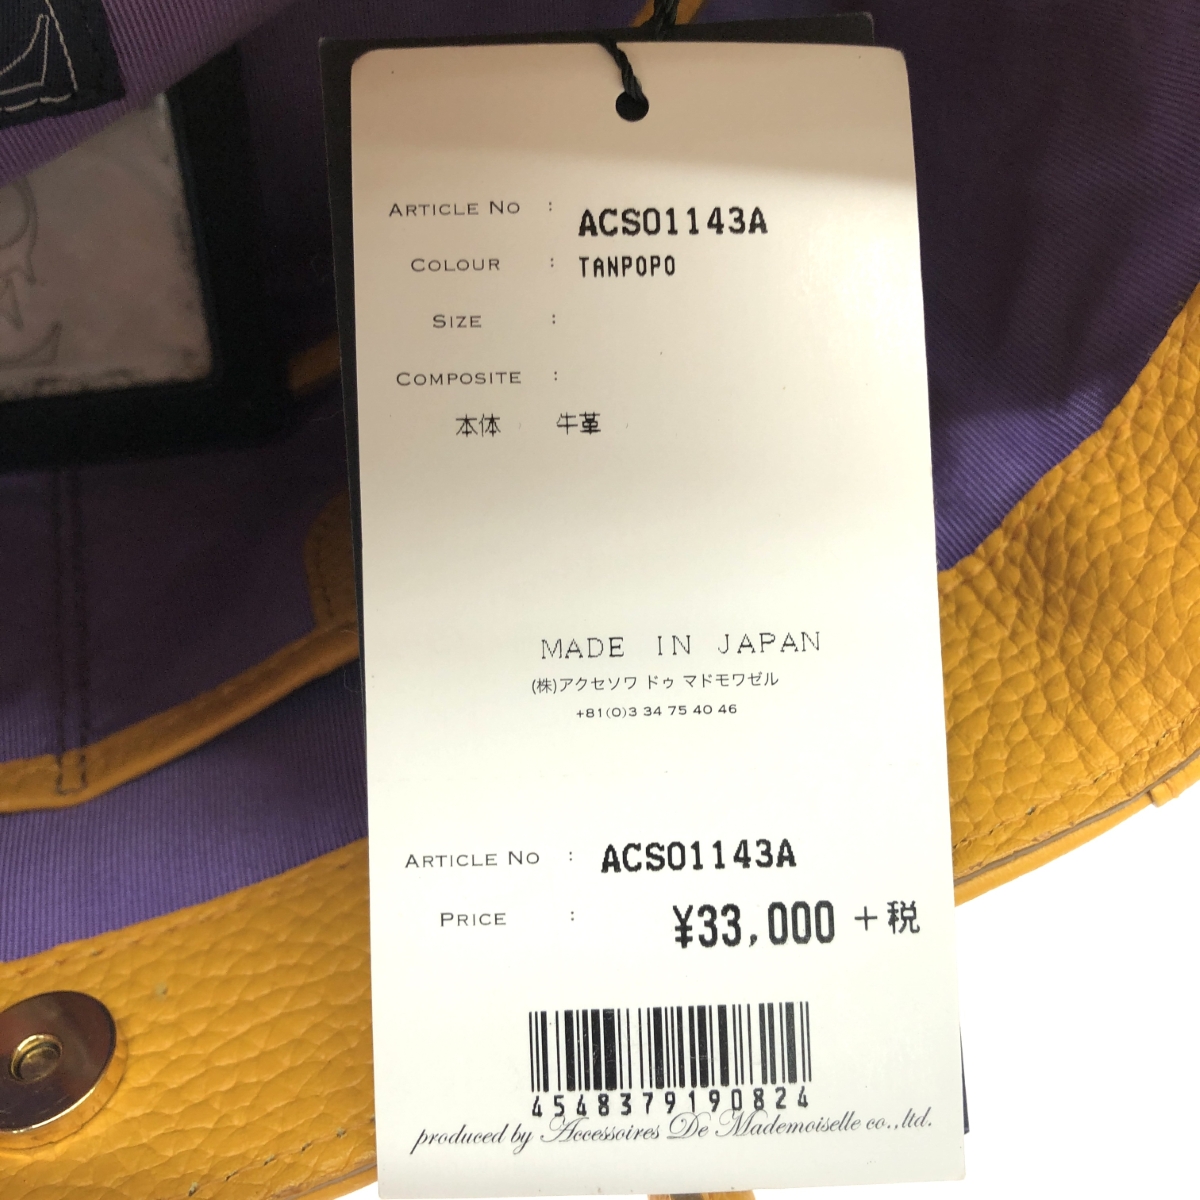 ARTICLE NO : ACS01143A
COLOUR : TANPOPO
SIZE :
COMPOSITE :
本体 牛革
MADE IN JAPAN
(株)アクセソワ ドゥ マドモワゼル
+81(0)3 34 75 40 46
ARTICLE NO : ACS01143A
PRICE : ¥33,000 +税
4548379190824
produced by Accessoires De Mademoiselle co.,ltd.